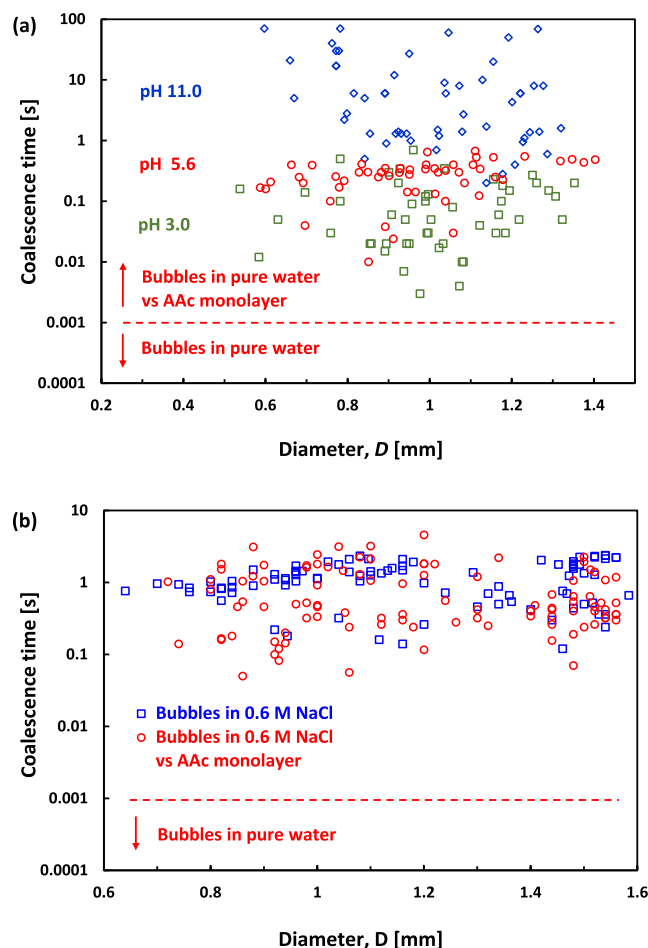 (a)
100
10
1
0.1
0.01
0.001
0.0001
Coalescence time [s]
pH 11.0
pH 5.6
pH 3.0
Bubbles in pure water
vs AAc monolayer
Bubbles in pure water
0.2 0.4 0.6 0.8 1 1.2 1.4
Diameter, D [mm]
(b)
10
1
0.1
0.01
0.001
0.0001
Coalescence time [s]
Bubbles in 0.6 M NaCl
Bubbles in 0.6 M NaCl
vs AAc monolayer
Bubbles in pure water
0.6 0.8 1 1.2 1.4 1.6
Diameter, D [mm]